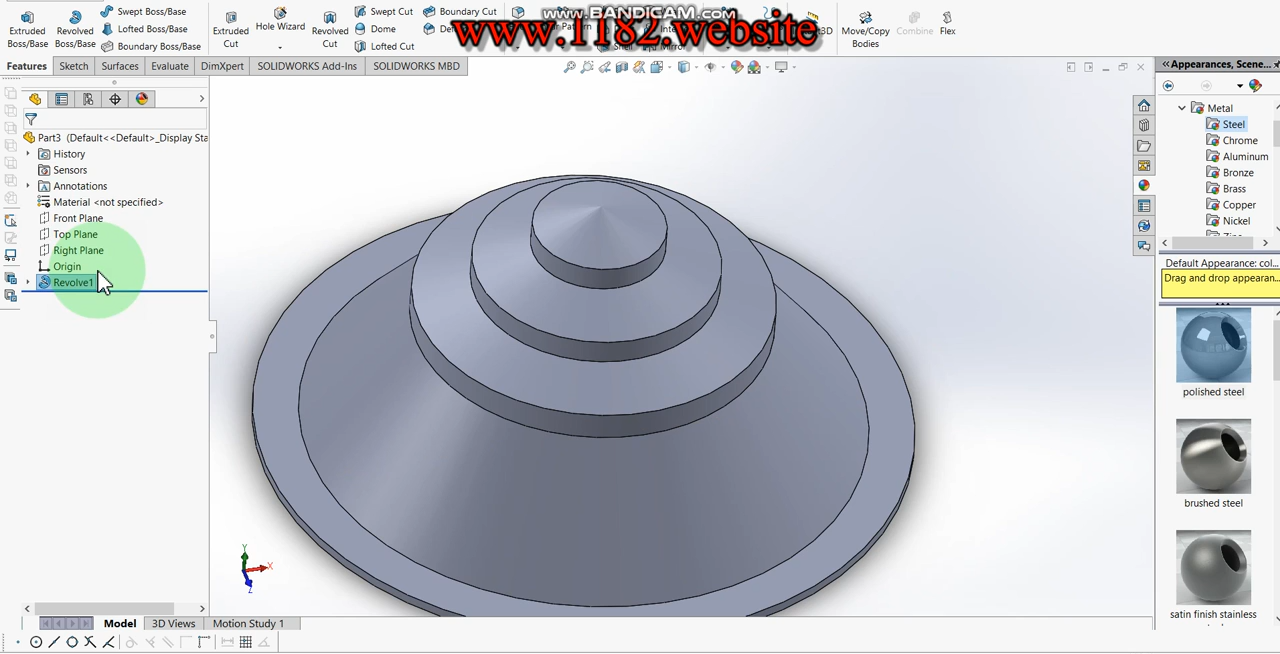 www.BANDICAM.com
www.1182.website
Extruded Boss/Base
Revolved Boss/Base
Swept Boss/Base
Lofted Boss/Base
Boundary Boss/Base
Extruded Cut
Hole Wizard
Revolved Cut
Swept Cut
Dome
Lofted Cut
Boundary Cut
Shell
Mirror
Move/Copy Bodies
Combine
Flex
Features
Sketch
Surfaces
Evaluate
DimXpert
SOLIDWORKS Add-Ins
SOLIDWORKS MBD
Appearances, Scene...
Part3 (Default<<Default>_Display Sta
History
Sensors
Annotations
Material <not specified>
Front Plane
Top Plane
Right Plane
Origin
Revolve1
Metal
Steel
Chrome
Aluminum
Bronze
Brass
Copper
Nickel
Default Appearance: col...
Drag and drop appearan...
polished steel
brushed steel
satin finish stainless
Y
X
Z
Model
3D Views
Motion Study 1